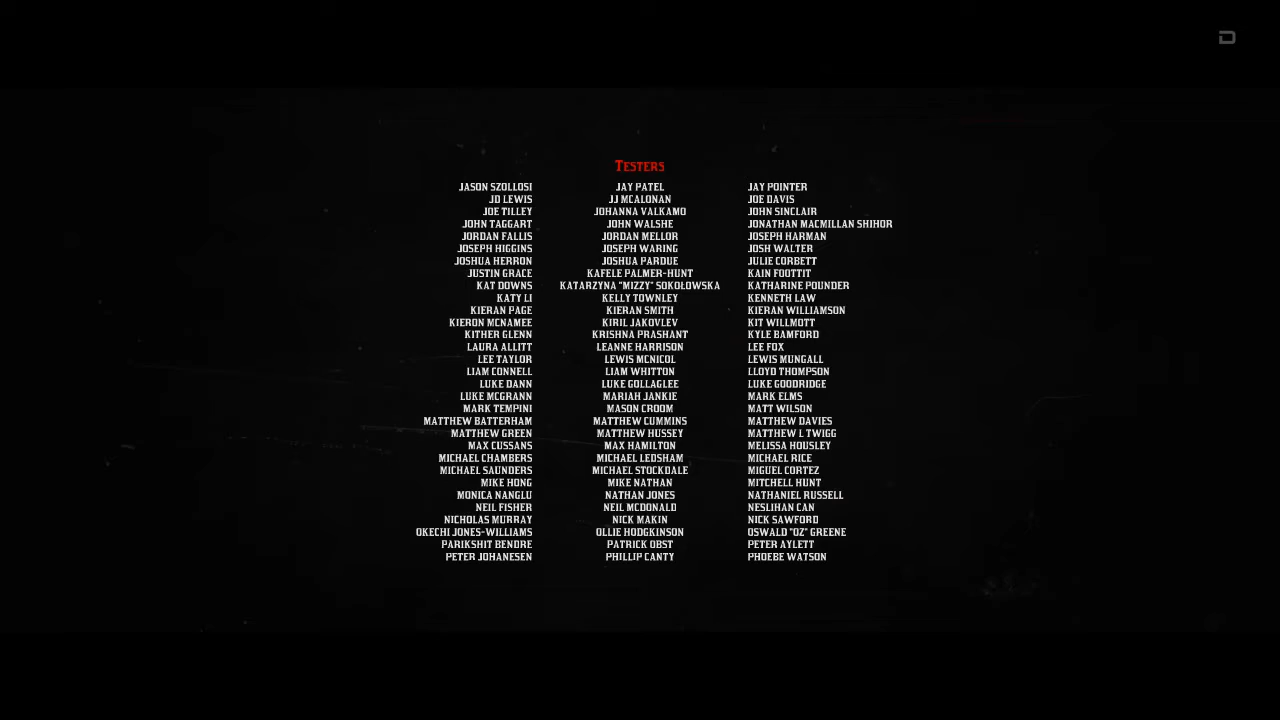 D
Testers
JASON SZOLLOSI JAY PATEL JAY POINTER
JD LEWIS JJ MCALONAN JOE DAVIS
JOE TILLEY JOHANNA VALKAMO JOHN SINCLAIR
JOHN TAGGART JOHN WALSHE JONATHAN MACMILLAN SHIHOR
JORDAN FALLIS JORDAN MELLOR JOSEPH HARMAN
JOSEPH HIGGINS JOSEPH WARING JOSH WALTER
JOSHUA HERRON JOSHUA PARDUE JULIE CORBETT
JUSTIN GRACE KAFELE PALMER-HUNT KAIN FOOTTIT
KAT DOWNS KATARZYNA "MIZZY" SOKOŁOWSKA KATHARINE POUNDER
KATY LI KELLY TOWNLEY KENNETH LAW
KIERAN PAGE KIERAN SMITH KIERAN WILLIAMSON
KIERON MCNAMEE KIRIL JAKOVLEV KIT WILLMOTT
KITHER GLENN KRISHNA PRASHANT KYLE BAMFORD
LAURA ALLITT LEANNE HARRISON LEE FOX
LEE TAYLOR LEWIS MCNICOL LEWIS MUNGALL
LIAM CONNELL LIAM WHITTON LLOYD THOMPSON
LUKE DANN LUKE GOLLAGLEE LUKE GOODRIDGE
LUKE MCGRANN MARIAH JANKIE MARK ELMS
MARK TEMPINI MASON CROOM MATT WILSON
MATTHEW BATTERHAM MATTHEW CUMMINS MATTHEW DAVIES
MATTHEW GREEN MATTHEW HUSSEY MATTHEW L TWIGG
MAX CUSSANS MAX HAMILTON MELISSA HOUSLEY
MICHAEL CHAMBERS MICHAEL LEDSHAM MICHAEL RICE
MICHAEL SAUNDERS MICHAEL STOCKDALE MIGUEL CORTEZ
MIKE HONG MIKE NATHAN MITCHELL HUNT
MONICA NANGLU NATHAN JONES NATHANIEL RUSSELL
NEIL FISHER NEIL MCDONALD NESLIHAN CAN
NICHOLAS MURRAY NICK MAKIN NICK SAWFORD
OKECHI JONES-WILLIAMS OLLIE HODGKINSON OSWALD "OZ" GREENE
PARIKSHIT BENDRE PATRICK OBST PETER AYLETT
PETER JOHANESEN PHILLIP CANTY PHOEBE WATSON